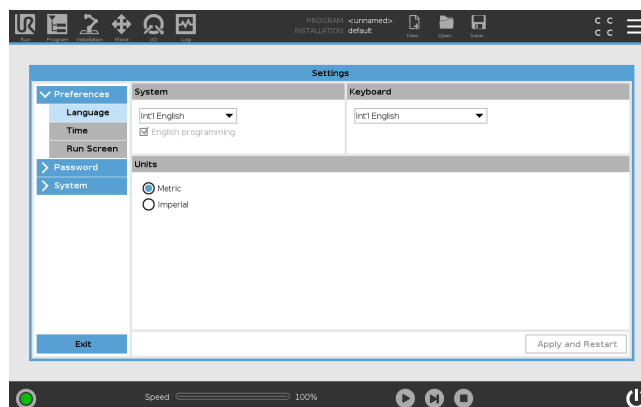 PROGRAM <unnamed>
INSTALLATION default
Run Program Installation Move I/O Log New... Open... Save...
C C
C C
Settings
Preferences
Language
Time
Run Screen
Password
System
Exit
System
Int'l English
English programming
Keyboard
Int'l English
Units
Metric
Imperial
Apply and Restart
Speed 100%